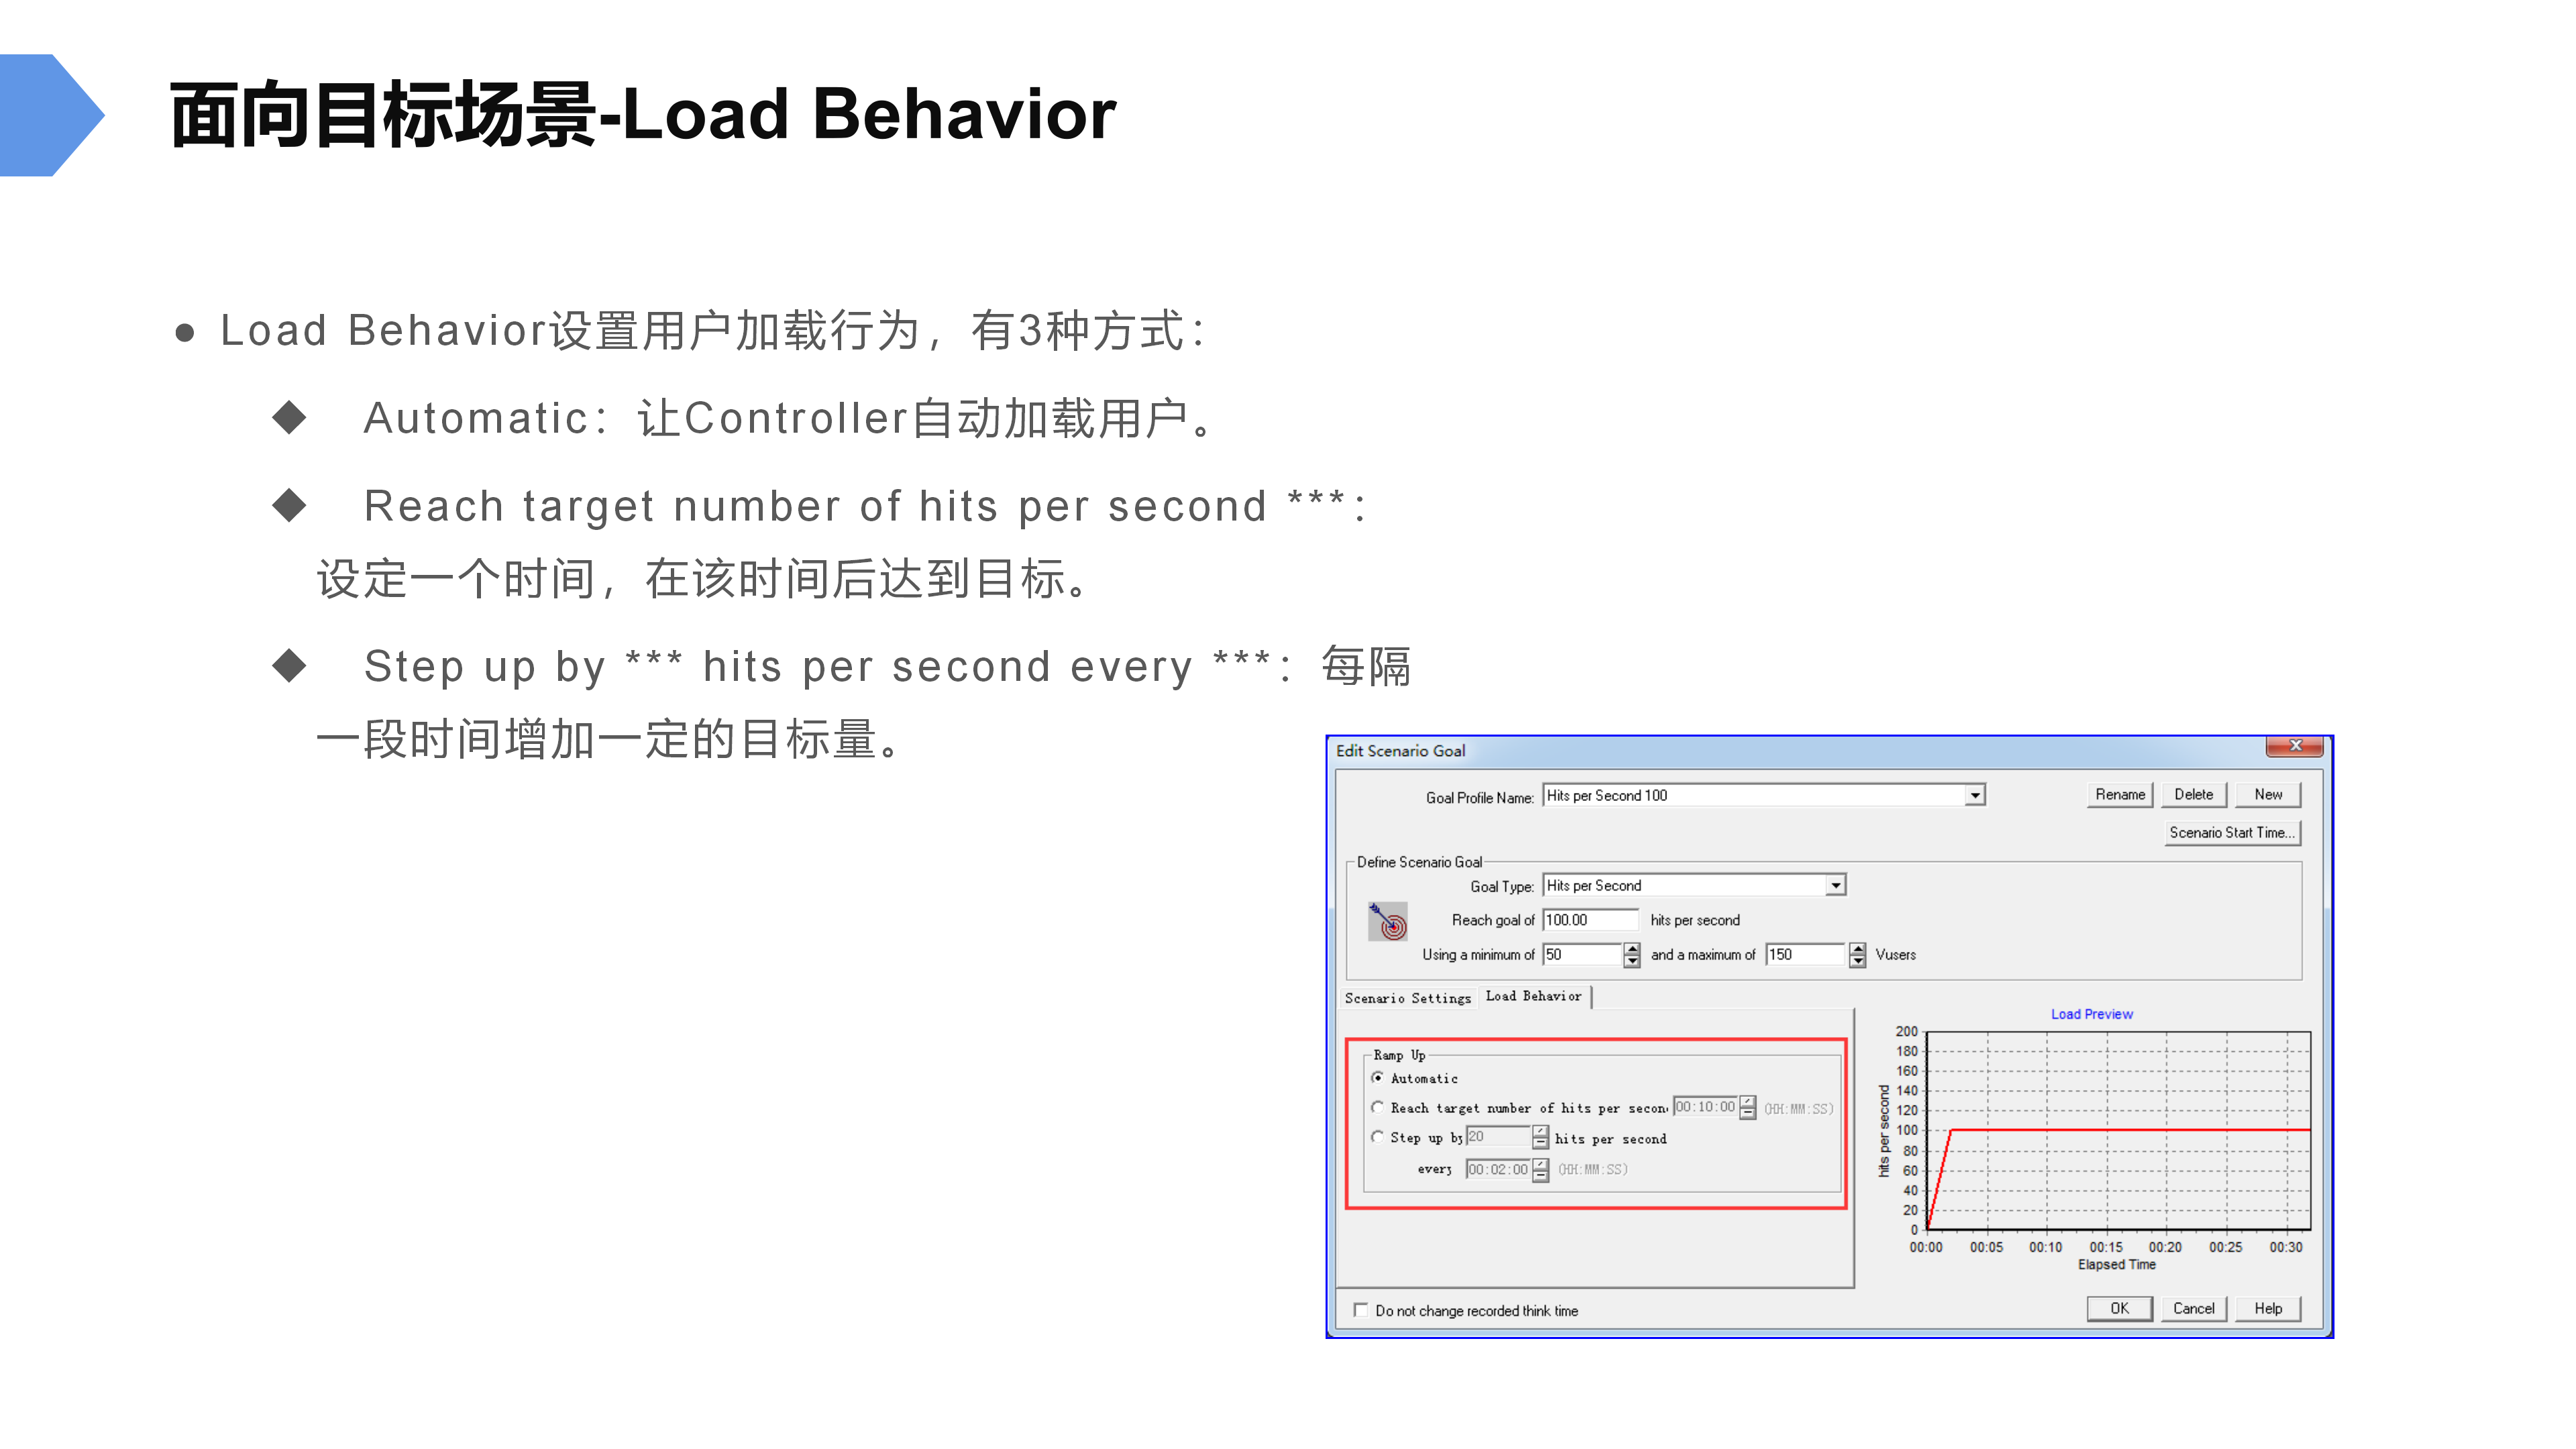 面向目标场景-Load Behavior
● Load Behavior设置用户加载行为，有3种方式：
◆ Automatic：让Controller自动加载用户。
◆ Reach target number of hits per second ***：
设定一个时间，在该时间后达到目标。
◆ Step up by *** hits per second every ***：每隔
一段时间增加一定的目标量。
Edit Scenario Goal
Goal Profile Name: Hits per Second 100 Rename Delete New
Scenario Start Time...
Define Scenario Goal
Goal Type: Hits per Second
Reach goal of 100.00 hits per second
Using a minimum of 50 and a maximum of 150 Vusers
Scenario Settings Load Behavior
Ramp Up
Automatic
Reach target number of hits per secon 00:10:00 (HH:MM:SS)
Step up by 20 hits per second
every 00:02:00 (HH:MM:SS)
Load Preview
hits per second
200
180
160
140
120
100
80
60
40
20
0
00:00 00:05 00:10 00:15 00:20 00:25 00:30
Elapsed Time
Do not change recorded think time
OK Cancel Help